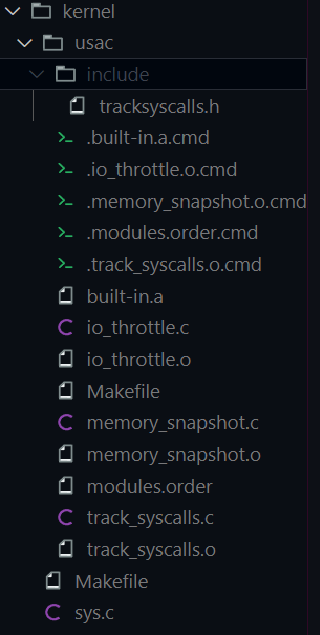 kernel
usac
include
tracksyscalls.h
.built-in.a.cmd
.io_throttle.o.cmd
.memory_snapshot.o.cmd
.modules.order.cmd
.track_syscalls.o.cmd
built-in.a
io_throttle.c
io_throttle.o
Makefile
memory_snapshot.c
memory_snapshot.o
modules.order
track_syscalls.c
track_syscalls.o
Makefile
sys.c